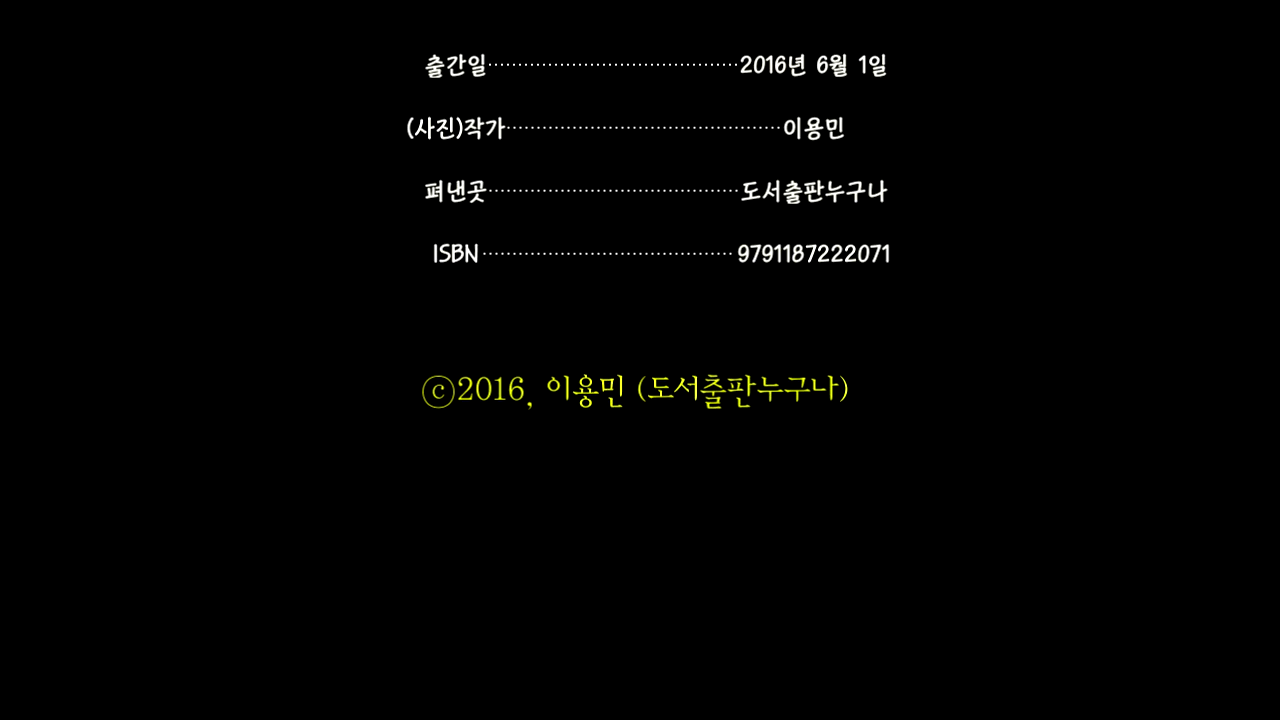 출간일··········································2016년 6월 1일
(사진)작가··············································이용민
펴낸곳··········································도서출판누구나
ISBN··········································9791187222071
ⓒ2016, 이용민 (도서출판누구나)